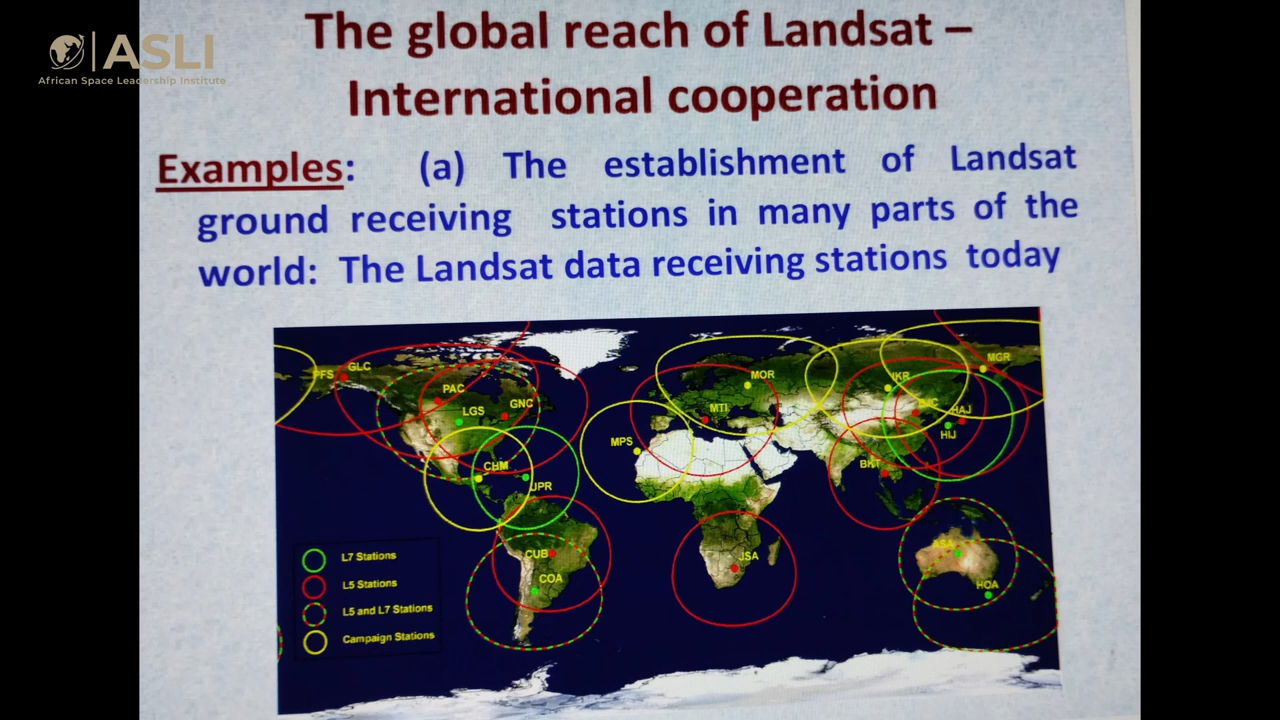 ASLI
African Space Leadership Institute
The global reach of Landsat –
International cooperation
Examples: (a) The establishment of Landsat
ground receiving stations in many parts of the
world: The Landsat data receiving stations today
PFS
GLC
PAC
LGS
GNC
CHM
JPR
CUB
COA
MPS
MOR
MTI
JSA
IKR
MGR
BJC
HAJ
HIJ
BKT
ASA
HOA
L7 Stations
L5 Stations
L5 and L7 Stations
Campaign Stations